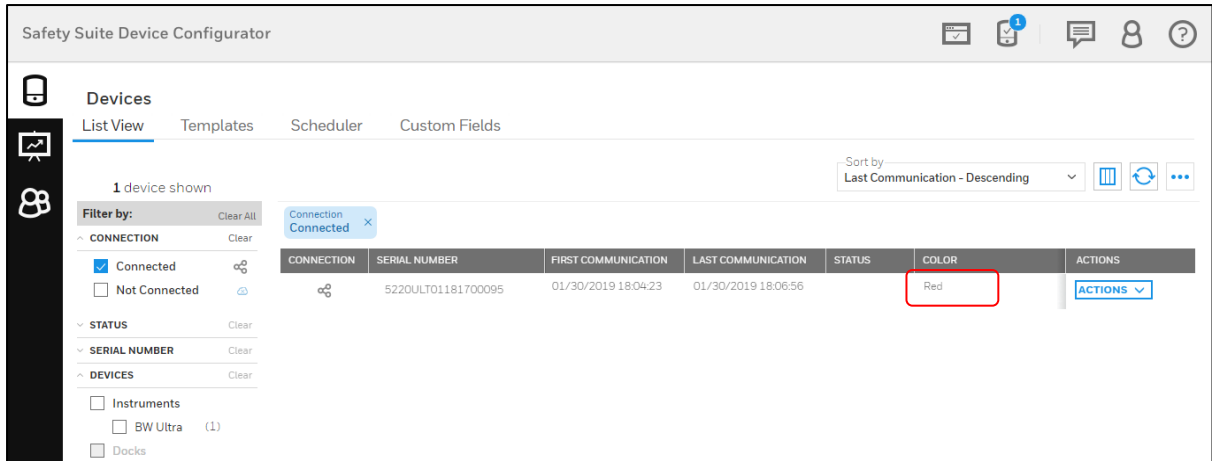 Safety Suite Device Configurator
1
Devices
List View Templates Scheduler Custom Fields
Sort by
Last Communication - Descending
1 device shown
Filter by: Clear All
Connection
Connected
CONNECTION Clear
Connected
Not Connected
CONNECTION SERIAL NUMBER FIRST COMMUNICATION LAST COMMUNICATION STATUS COLOR ACTIONS
5220ULT01181700095 01/30/2019 18:04:23 01/30/2019 18:06:56 Red ACTIONS
STATUS Clear
SERIAL NUMBER Clear
DEVICES Clear
Instruments
BW Ultra (1)
Docks